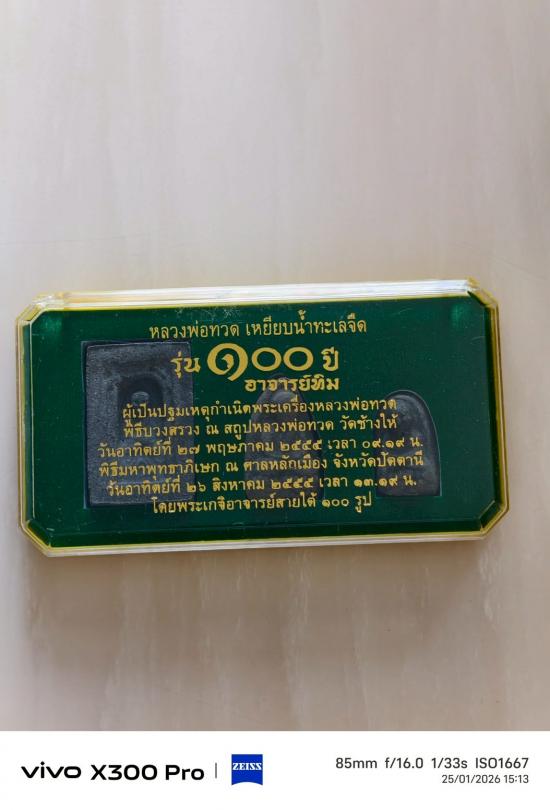 หลวงพ่อทวด เหยียบน้ำทะเลจืด
รุ่น ๑๐๐ ปี
อาจารย์ทิม
ผู้เป็นปฐมเหตุกำเนิดพระเครื่องหลวงพ่อทวด
พิธีบวงสรวง ณ สถูปหลวงพ่อทวด วัดช้างให้
วันอาทิตย์ที่ ๒๗ พฤษภาคม ๒๕๕๕ เวลา ๐๙.๑๙ น.
พิธีมหาพุทธาภิเษก ณ ศาลหลักเมือง จังหวัดปัตตานี
วันอาทิตย์ที่ ๒๖ สิงหาคม ๒๕๕๕ เวลา ๑๓.๑๙ น.
โดยพระเกจิอาจารย์สายใต้ ๑๐๐ รูป
vivo X300 Pro | ZEISS
85mm f/16.0 1/33s ISO1667
25/01/2026 15:13